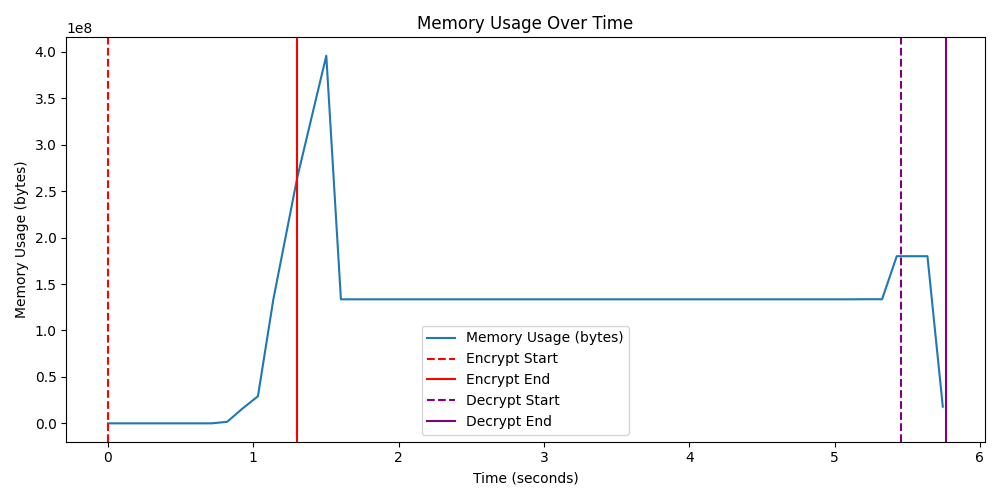 Memory Usage Over Time
1e8
4.0
3.5
3.0
2.5
2.0
1.5
1.0
0.5
0.0
Memory Usage (bytes)
Memory Usage (bytes)
Encrypt Start
Encrypt End
Decrypt Start
Decrypt End
0 1 2 3 4 5 6
Time (seconds)